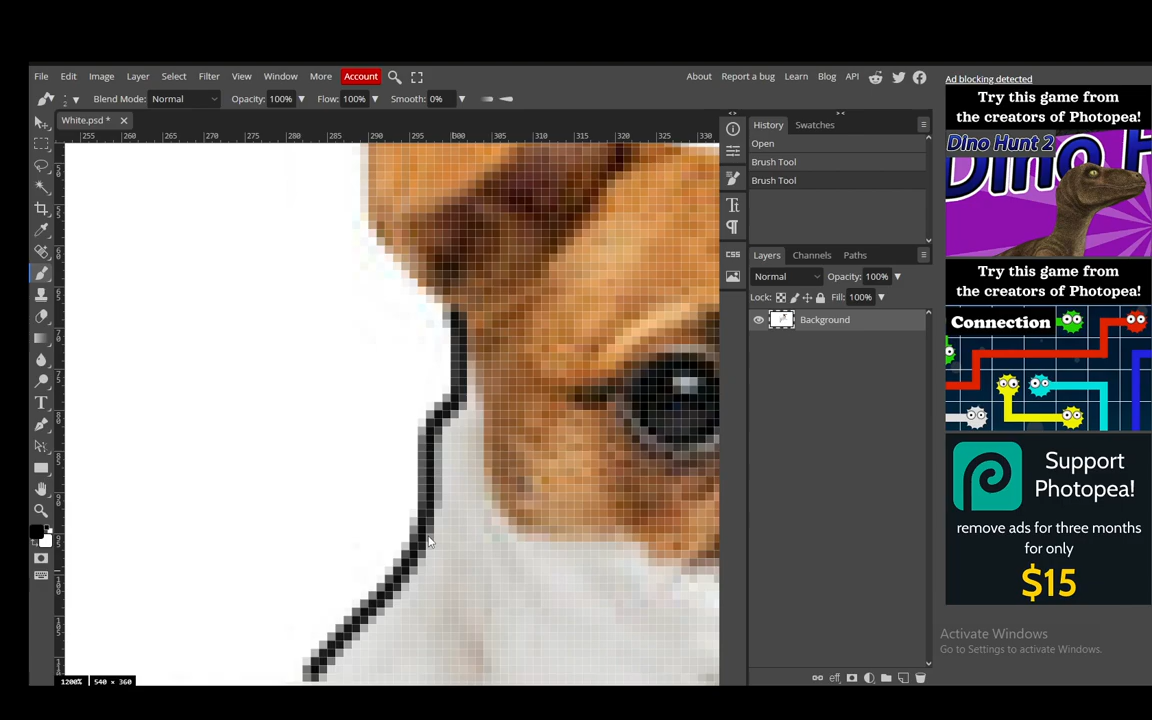 File Edit Image Layer Select Filter View Window More Account About Report a bug Learn Blog API
Ad blocking detected
Blend Mode: Normal Opacity: 100% Flow: 100% Smooth: 0%
2
White.psd *
255 260 265 270 275 280 285 290 295 300 305 310 315 320 325 330
History Swatches
Open
Brush Tool
Brush Tool
Layers Channels Paths
Normal Opacity: 100%
Lock: Fill: 100%
Background
CSS
eff
1200% 540 × 360
Try this game from
the creators of Photopea!
Dino Hunt 2
Dino H
Try this game from
the creators of Photopea!
Connection
Support
Photopea!
remove ads for three months
for only
$15
Activate Windows
Go to Settings to activate Windows.